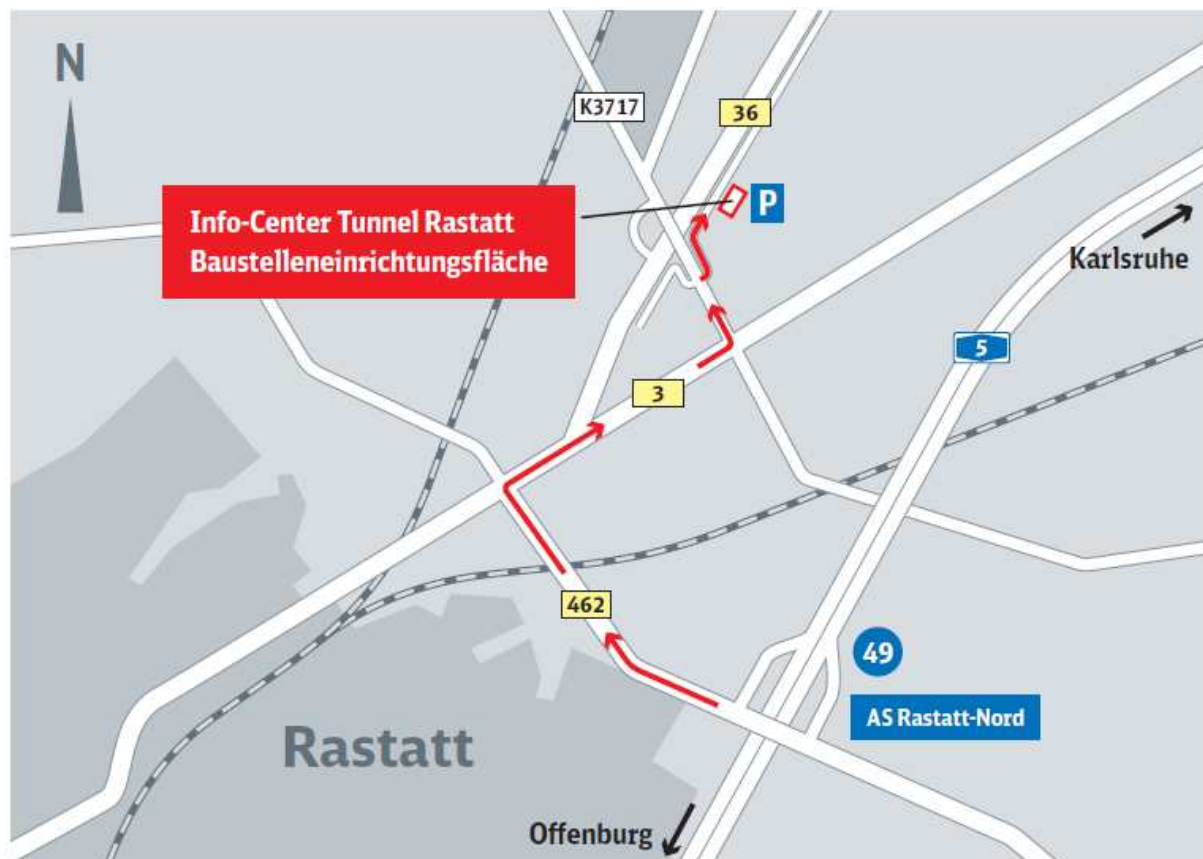 N
K3717
36
Info-Center Tunnel Rastatt
Baustelleneinrichtungsfläche
P
Karlsruhe
5
3
462
49
AS Rastatt-Nord
Rastatt
Offenburg